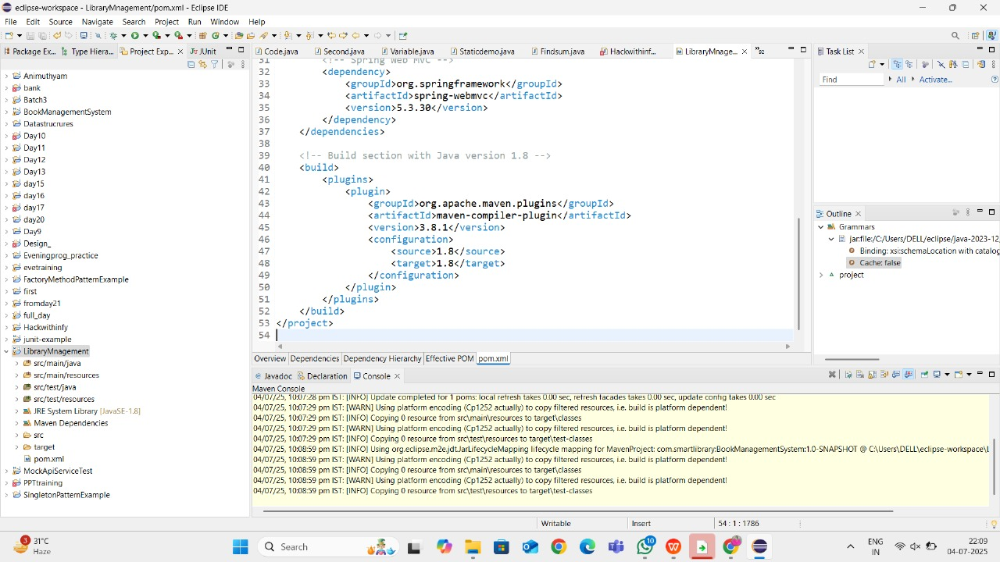 eclipse-workspace - LibraryMnagement/pom.xml - Eclipse IDE
File Edit Source Navigate Search Project Run Window Help
Package Ex... Type Hiera... Project Exp... JUnit
Code.java Second.java Variable.java Staticdemo.java Findsum.java Hackwithinf... LibraryMnage... 32
Task List
Find All Activate...
Animuthyam
bank
Batch3
BookManagementSystem
Datastrucrures
Day10
Day11
Day12
Day13
day15
day16
day17
day20
Day9
Design_
Eveningprog_practice
evetraining
FactoryMethodPatternExample
first
fromday21
full_day
Hackwithinfy
junit-example
LibraryMnagement
src/main/java
src/main/resources
src/test/java
src/test/resources
JRE System Library [JavaSE-1.8]
Maven Dependencies
src
target
pom.xml
MockApiServiceTest
PPTtraining
SingletonPatternExample
31 <!-- Spring Web MVC -->
32 <dependency>
33 <groupId>org.springframework</groupId>
34 <artifactId>spring-webmvc</artifactId>
35 <version>5.3.30</version>
36 </dependency>
37 </dependencies>
38
39 <!-- Build section with Java version 1.8 -->
40 <build>
41 <plugins>
42 <plugin>
43 <groupId>org.apache.maven.plugins</groupId>
44 <artifactId>maven-compiler-plugin</artifactId>
45 <version>3.8.1</version>
46 <configuration>
47 <source>1.8</source>
48 <target>1.8</target>
49 </configuration>
50 </plugin>
51 </plugins>
52 </build>
53 </project>
54
Overview Dependencies Dependency Hierarchy Effective POM pom.xml
Outline
Grammars
jar:file:/C:/Users/DELL/eclipse/java-2023-12
Binding: xsi:schemaLocation with catalog
Cache: false
project
Javadoc Declaration Console
Maven Console
04/07/25, 10:07:28 pm IST: [INFO] Update completed for 1 poms: local refresh takes 0.00 sec, refresh facades takes 0.00 sec, update config takes 0.00 sec
04/07/25, 10:07:29 pm IST: [WARN] Using platform encoding (Cp1252 actually) to copy filtered resources, i.e. build is platform dependent!
04/07/25, 10:07:29 pm IST: [INFO] Copying 0 resource from src\main\resources to target\classes
04/07/25, 10:07:29 pm IST: [WARN] Using platform encoding (Cp1252 actually) to copy filtered resources, i.e. build is platform dependent!
04/07/25, 10:07:29 pm IST: [INFO] Copying 0 resource from src\test\resources to target\test-classes
04/07/25, 10:08:59 pm IST: [INFO] Using org.eclipse.m2e.jdt.JarLifecycleMapping lifecycle mapping for MavenProject: com.smartlibrary:BookManagementSystem:1.0-SNAPSHOT @ C:\Users\DELL\eclipse-workspace\L
04/07/25, 10:08:59 pm IST: [WARN] Using platform encoding (Cp1252 actually) to copy filtered resources, i.e. build is platform dependent!
04/07/25, 10:08:59 pm IST: [INFO] Copying 0 resource from src\main\resources to target\classes
04/07/25, 10:08:59 pm IST: [WARN] Using platform encoding (Cp1252 actually) to copy filtered resources, i.e. build is platform dependent!
04/07/25, 10:08:59 pm IST: [INFO] Copying 0 resource from src\test\resources to target\test-classes
Writable Insert 54 : 1 : 1786
3 31°C
Haze
Search
10
ENG
IN
22:09
04-07-2025